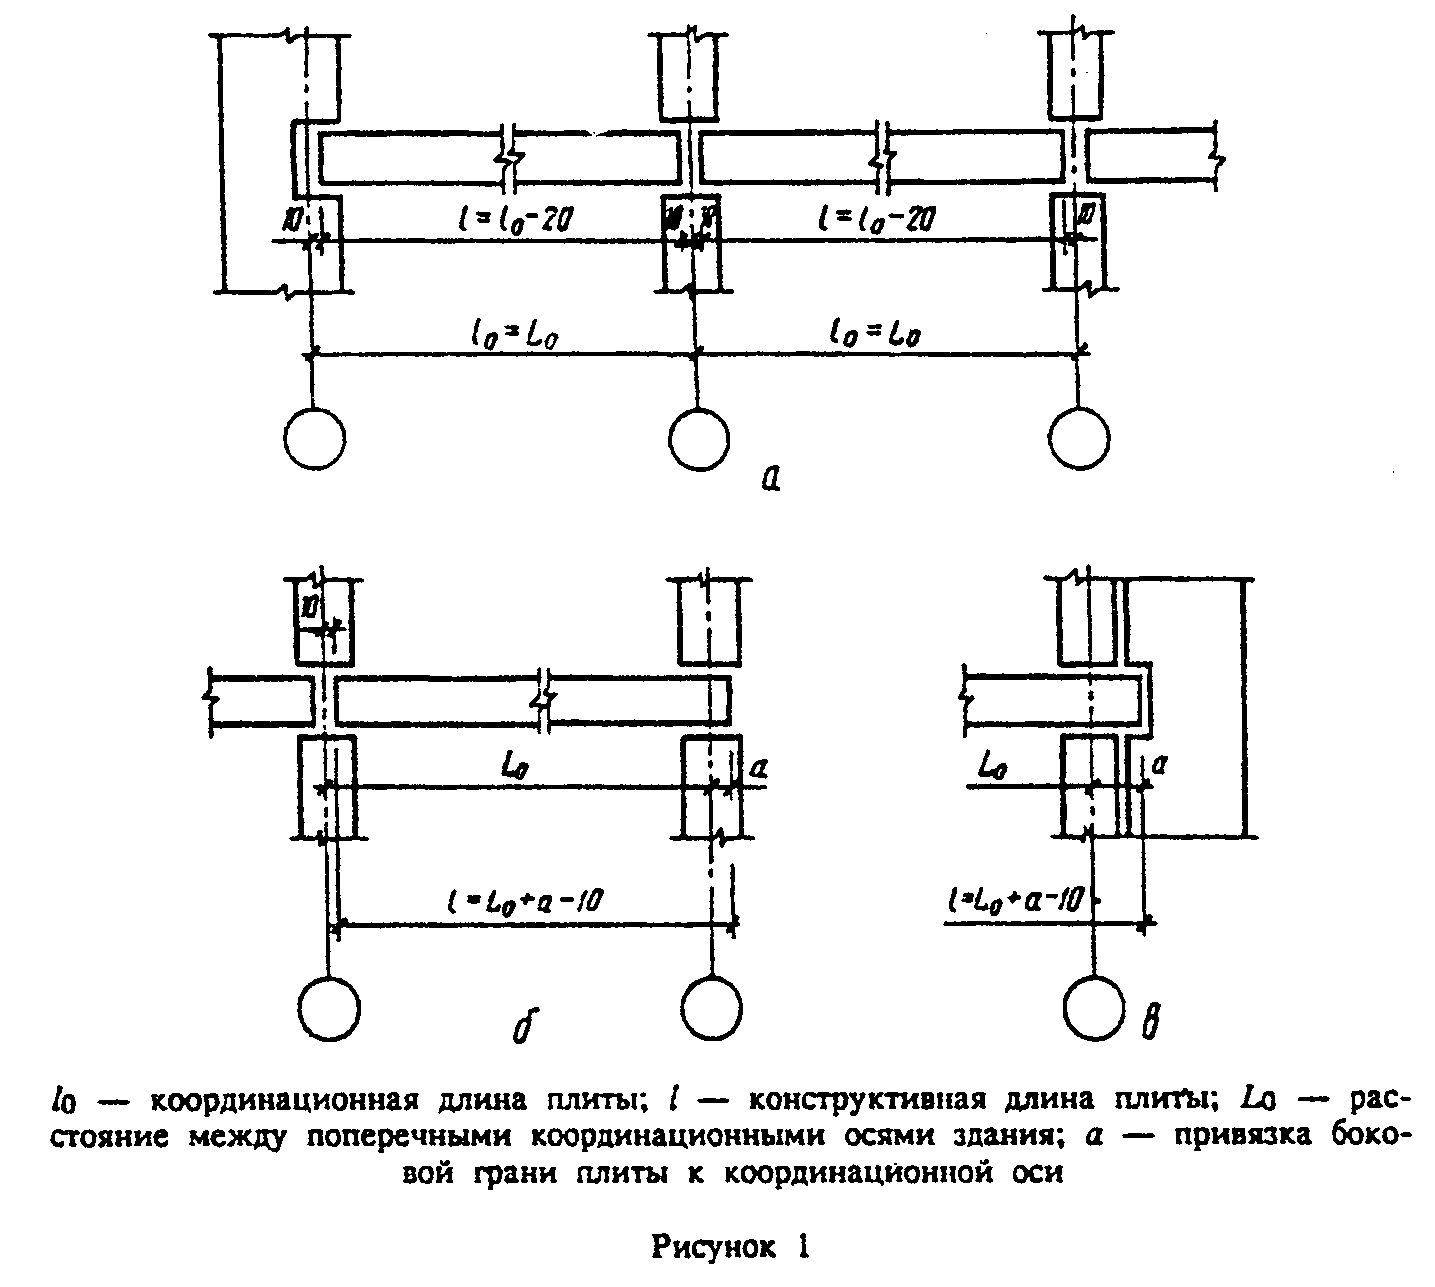 10 l = l₀-20 10 10 l = l₀-20 10
l₀ = L₀ l₀ = L₀
а
10
L₀ a L₀ a
l = L₀+a-10 l=L₀+a-10
б в
l₀ — координационная длина плиты; l — конструктивная длина плиты; L₀ — рас-
стояние между поперечными координационными осями здания; a — привязка боко-
вой грани плиты к координационной оси
Рисунок 1